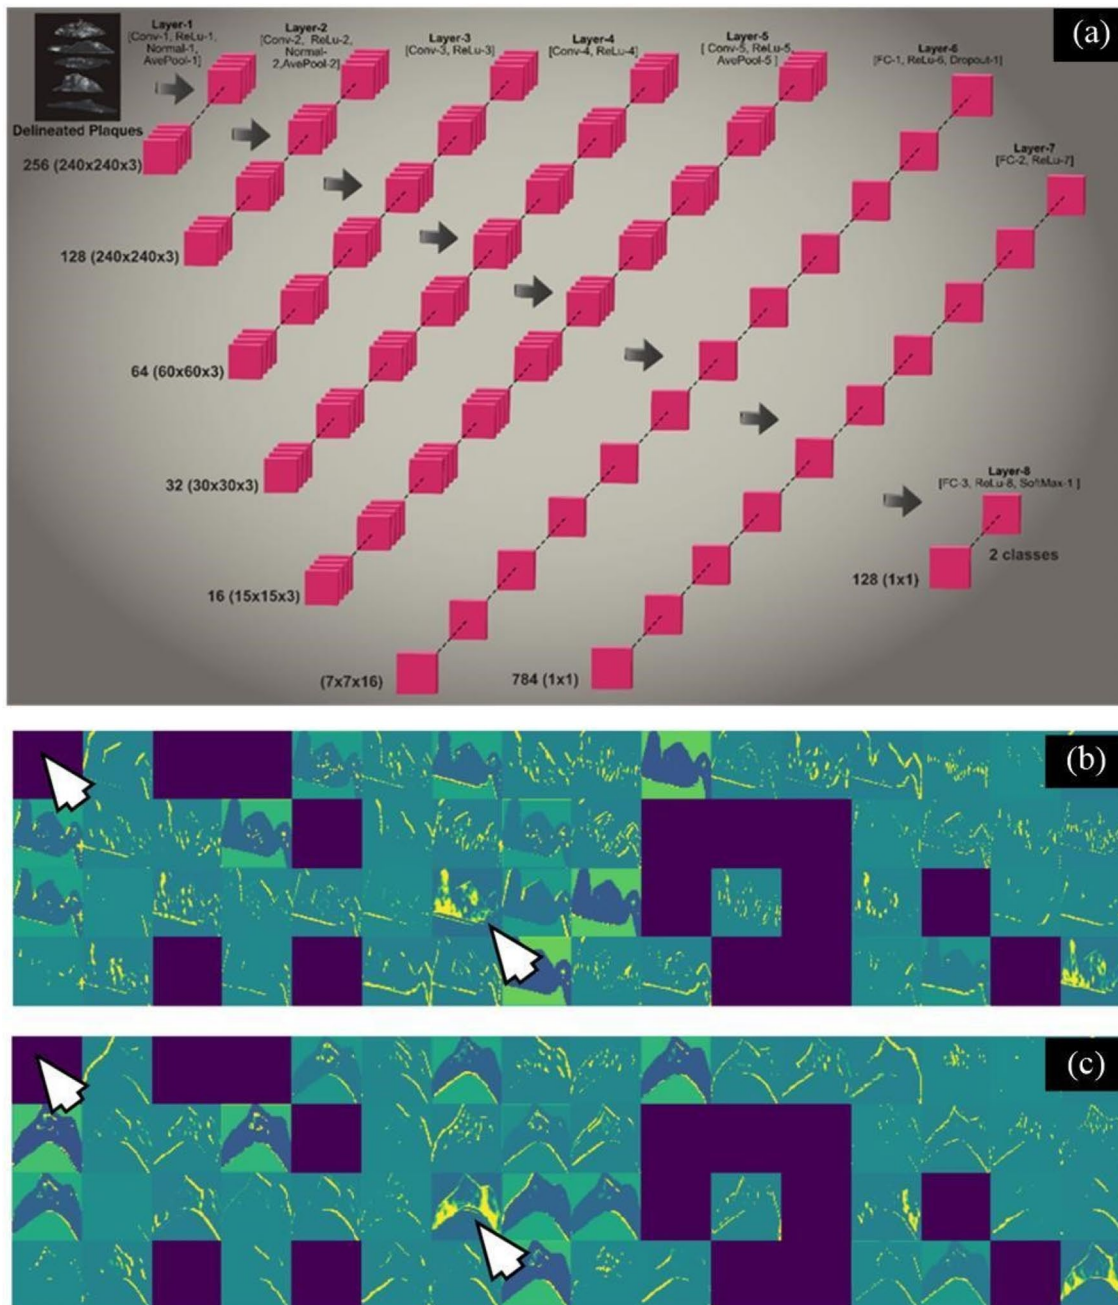 (a)
Layer-1
[Conv-1, ReLu-1,
Normal-1,
AvePool-1]
Layer-2
[Conv-2, ReLu-2,
Normal-
2,AvePool-2]
Layer-3
[Conv-3, ReLu-3]
Layer-4
[Conv-4, ReLu-4]
Layer-5
[ Conv-5, ReLu-5,
AvePool-5 ]
Layer-6
[FC-1, ReLu-6, Dropout-1]
Layer-7
[FC-2, ReLu-7]
Layer-8
[FC-3, ReLu-8, SoftMax-1 ]
Delineated Plaques
256 (240x240x3)
128 (240x240x3)
64 (60x60x3)
32 (30x30x3)
16 (15x15x3)
(7x7x16)
784 (1x1)
128 (1x1)
2 classes
(b)
(c)